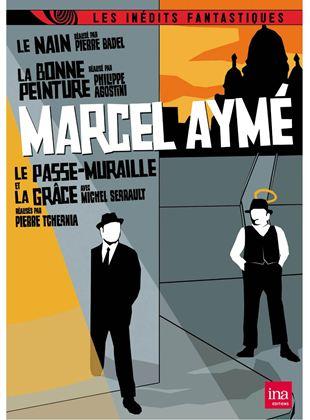 LES INÉDITS FANTASTIQUES
LE NAIN RÉALISÉ PAR PIERRE BADEL
LA BONNE PEINTURE RÉALISÉ PAR PHILIPPE AGOSTINI
MARCEL AYMÉ
LE PASSE-MURAILLE
ET LA GRÂCE AVEC MICHEL SERRAULT
RÉALISÉS PAR PIERRE TCHERNIA
ina
ÉDITIONS